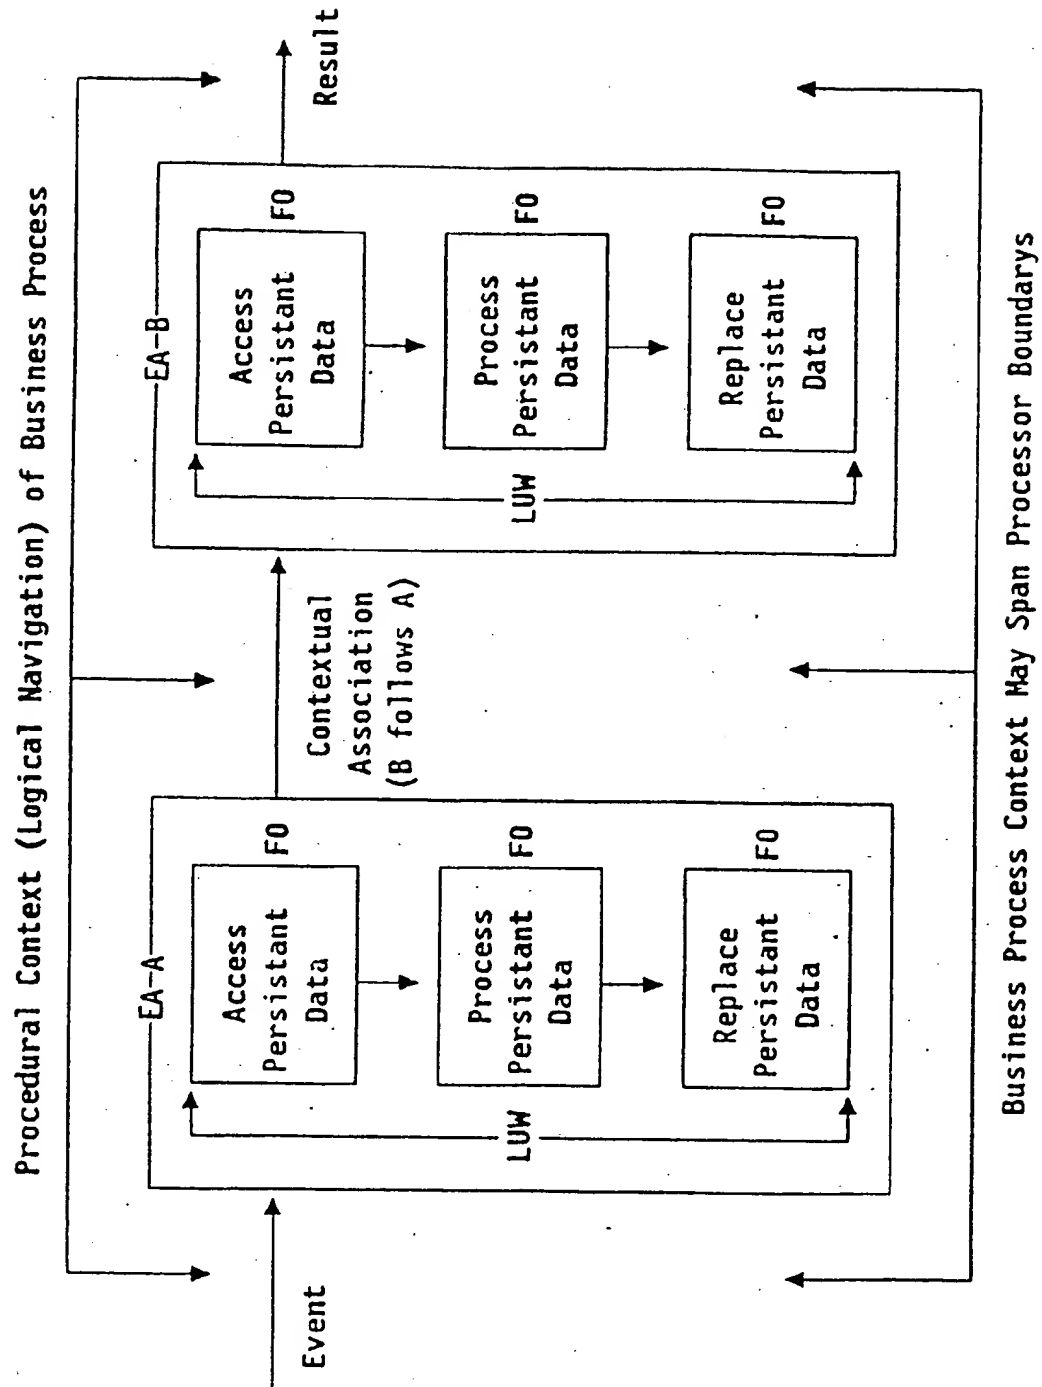 Procedural Context (Logical Navigation) of Business Process
Event
EA-A
LUW
Access
Persistant
Data
FO
Process
Persistant
Data
FO
Replace
Persistant
Data
FO
Contextual
Association
(B follows A)
EA-B
LUW
Access
Persistant
Data
FO
Process
Persistant
Data
FO
Replace
Persistant
Data
FO
Result
Business Process Context May Span Processor Boundarys